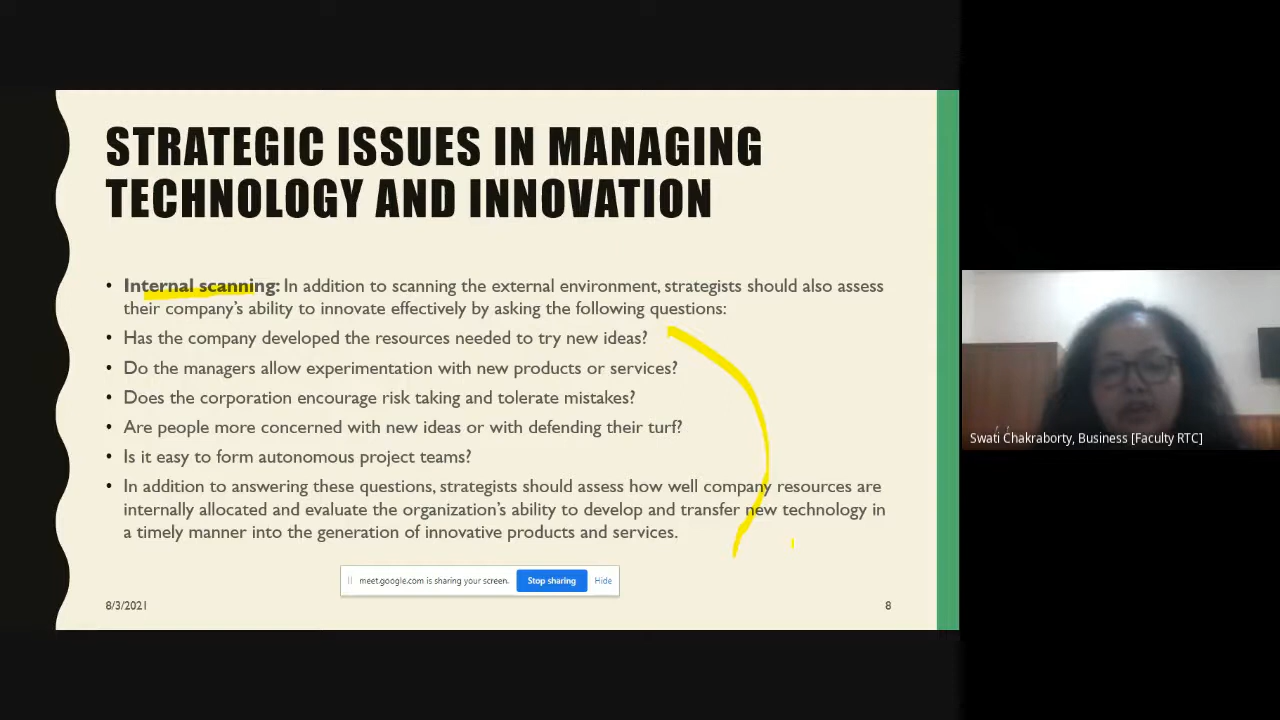 STRATEGIC ISSUES IN MANAGING
TECHNOLOGY AND INNOVATION
• Internal scanning: In addition to scanning the external environment, strategists should also assess
their company's ability to innovate effectively by asking the following questions:
• Has the company developed the resources needed to try new ideas?
• Do the managers allow experimentation with new products or services?
• Does the corporation encourage risk taking and tolerate mistakes?
• Are people more concerned with new ideas or with defending their turf?
• Is it easy to form autonomous project teams?
• In addition to answering these questions, strategists should assess how well company resources are
internally allocated and evaluate the organization's ability to develop and transfer new technology in
a timely manner into the generation of innovative products and services.
meet.google.com is sharing your screen. Stop sharing Hide
8/3/2021 8
Swati Chakraborty, Business [Faculty RTC]